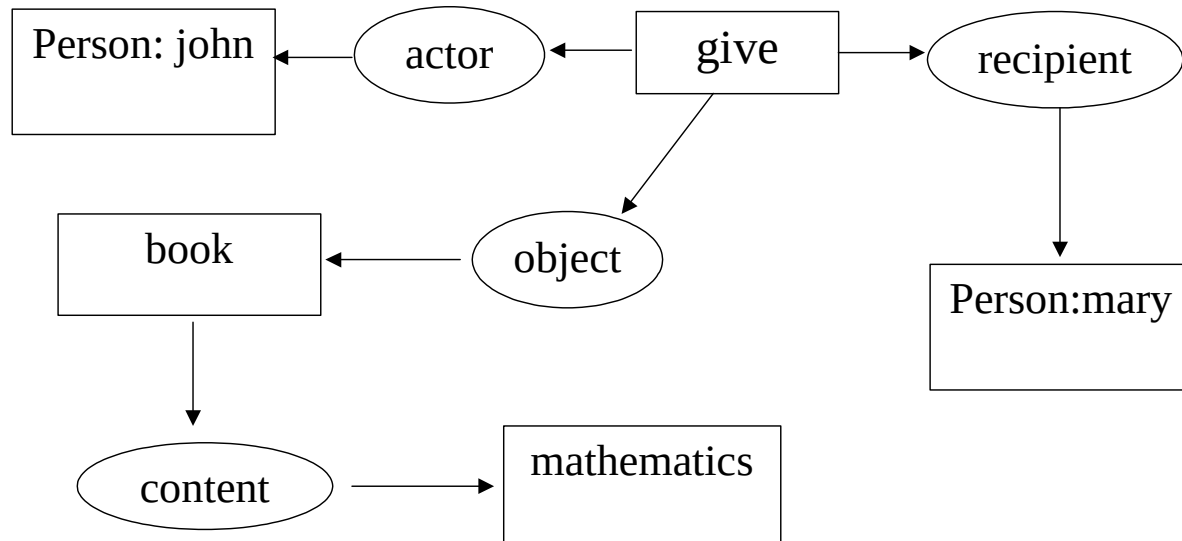 Person: john
actor
give
recipient
book
object
Person:mary
content
mathematics